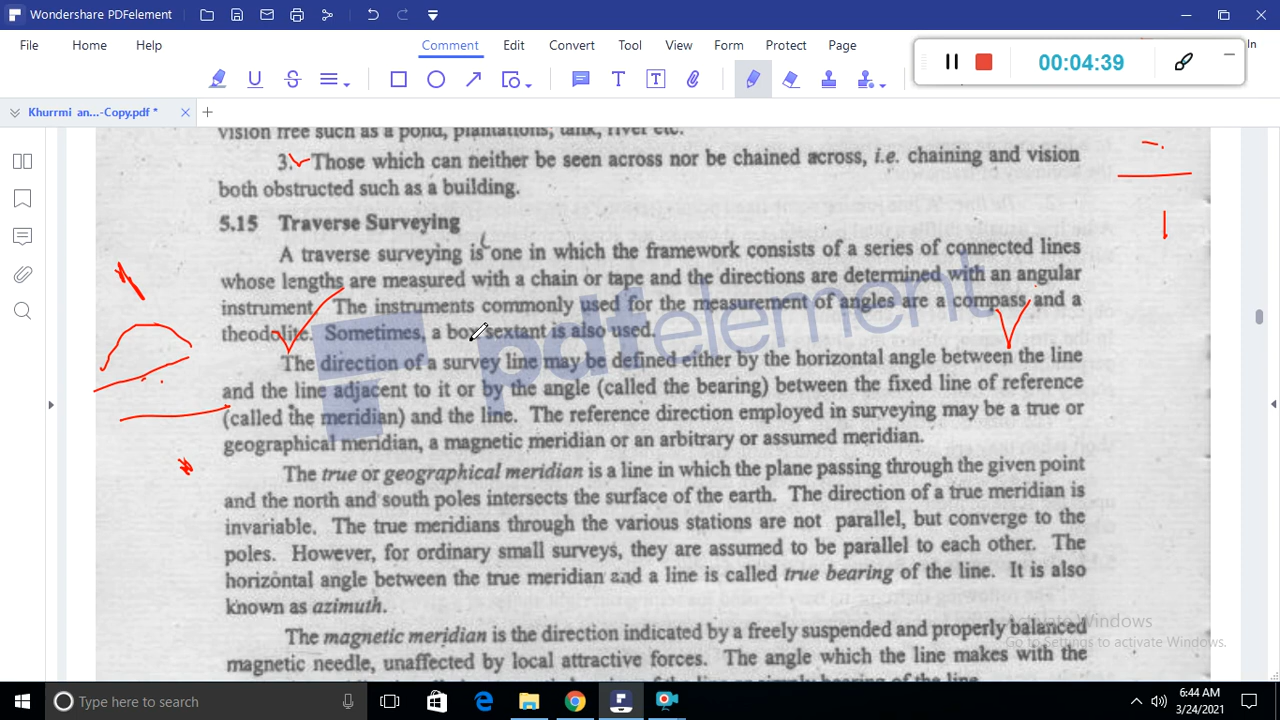 Wondershare PDFelement
File Home Help Comment Edit Convert Tool View Form Protect Page
00:04:39
In
Khurrmi an...-Copy.pdf *
vision free such as a pond, plantations, tank, river etc.
3. Those which can neither be seen across nor be chained across, i.e. chaining and vision
both obstructed such as a building.
5.15 Traverse Surveying
A traverse surveying is one in which the framework consists of a series of connected lines
whose lengths are measured with a chain or tape and the directions are determined with an angular
instrument. The instruments commonly used for the measurement of angles are a compass and a
theodolite. Sometimes, a box sextant is also used.
pdfelement
The direction of a survey line may be defined either by the horizontal angle between the line
and the line adjacent to it or by the angle (called the bearing) between the fixed line of reference
(called the meridian) and the line. The reference direction employed in surveying may be a true or
geographical meridian, a magnetic meridian or an arbitrary or assumed meridian.
The true or geographical meridian is a line in which the plane passing through the given point
and the north and south poles intersects the surface of the earth. The direction of a true meridian is
invariable. The true meridians through the various stations are not parallel, but converge to the
poles. However, for ordinary small surveys, they are assumed to be parallel to each other. The
horizontal angle between the true meridian and a line is called true bearing of the line. It is also
known as azimuth.
The magnetic meridian is the direction indicated by a freely suspended and properly balanced
magnetic needle, unaffected by local attractive forces. The angle which the line makes with the
Activate Windows
Go to Settings to activate Windows.
Type here to search
6:44 AM
3/24/2021